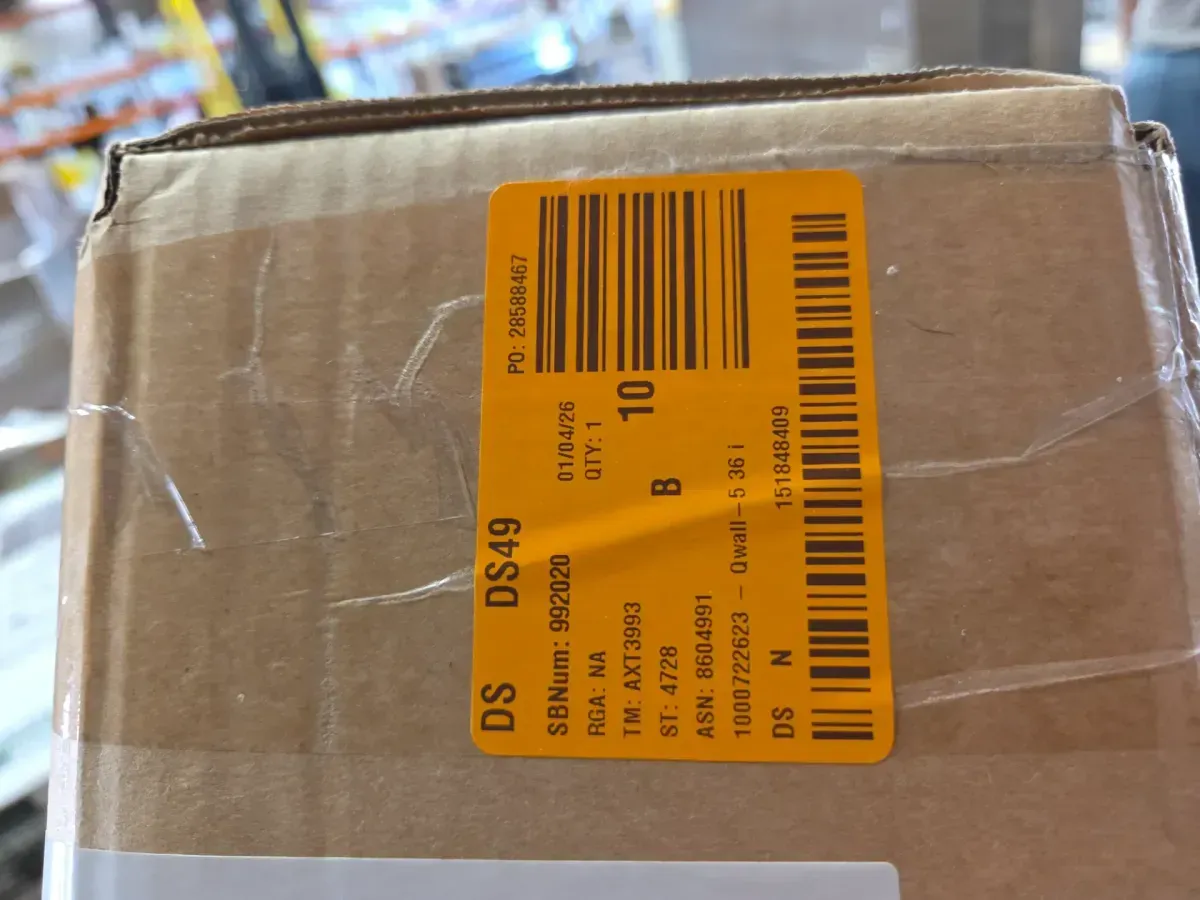 DS DS49
PO: 28588467
SBNum: 992020 01/04/26
RGA: NA QTY: 1
TM: AXT3993 10
ST: 4728 B
ASN: 8604991
1000722623 – Qwall – 5 36 i
DS N 151848409